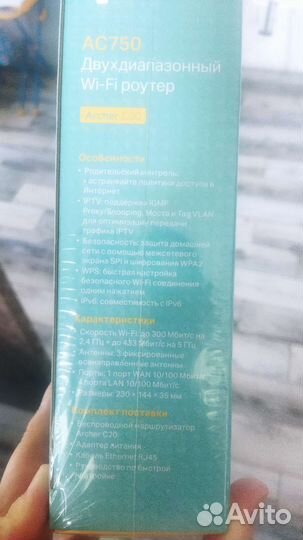 AC750
Двухдиапазонный
Wi-Fi роутер
Archer C20
Особенности
• Родительский контроль:
настраивайте политики доступа в
Интернет
• IPTV: поддержка IGMP
Proxy/Snooping, Моста и Tag VLAN
для оптимизации передачи
трафика IPTV
• Безопасность: защита домашней
сети с помощью межсетевого
экрана SPI и шифрования WPA2
• WPS: быстрая настройка
безопасного Wi-Fi соединения
одним нажатием
• IPv6: совместимость с IPv6
Характеристики
• Скорость Wi-Fi: до 300 Мбит/с на
2,4 ГГц + до 433 Мбит/с на 5 ГГц
• Антенны: 3 фиксированные
всенаправленные антенны
• Порты: 1 порт WAN 10/100 Мбит/с
4 порта LAN 10/100 Мбит/с
• Размеры: 230 × 144 × 35 мм
Комплект поставки
• Беспроводной маршрутизатор
Archer C20
• Адаптер питания
• Кабель Ethernet RJ45
• Руководство по быстрой
настройке
Avito